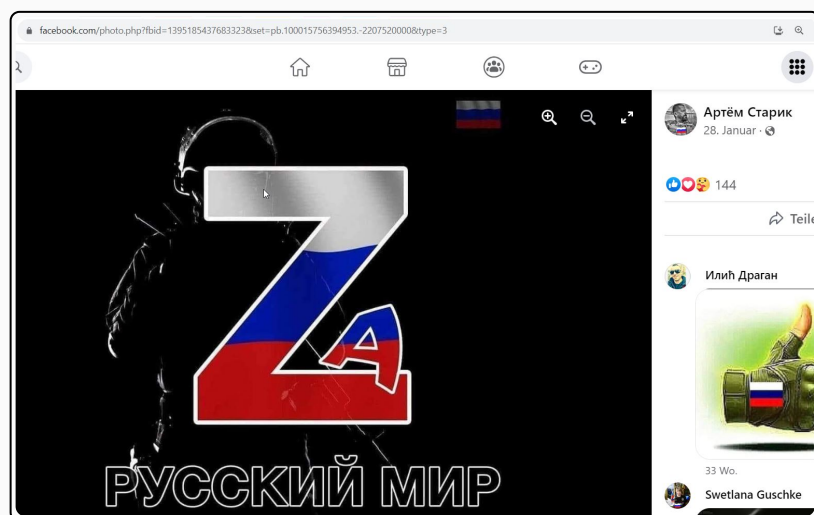 facebook.com/photo.php?fbid=1395185437683323&set=pb.100015756394953.-2207520000&type=3
Артём Старик
28. Januar
ZA
РУССКИЙ МИР
144
Teile
Илић Драган
33 Wo.
Swetlana Guschke